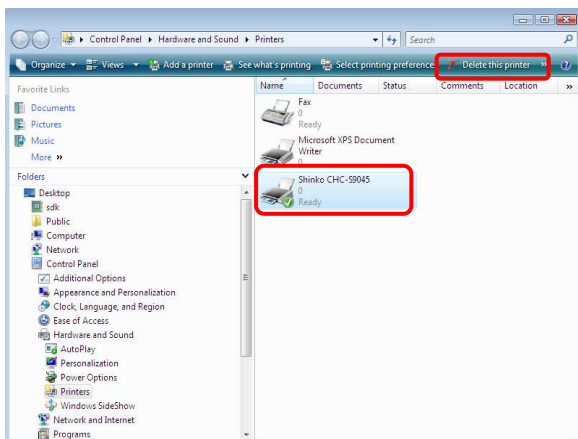 Control Panel ▸ Hardware and Sound ▸ Printers
Search
Organize Views Add a printer See what's printing Select printing preference Delete this printer »
Favorite Links
Documents
Pictures
Music
More »
Folders
Desktop
sdk
Public
Computer
Network
Control Panel
Additional Options
Appearance and Personalization
Clock, Language, and Region
Ease of Access
Hardware and Sound
AutoPlay
Personalization
Power Options
Printers
Windows SideShow
Network and Internet
Programs
Name Documents Status Comments Location »
Fax
0
Ready
Microsoft XPS Document
Writer
0
Shinko CHC-S9045
0
Ready